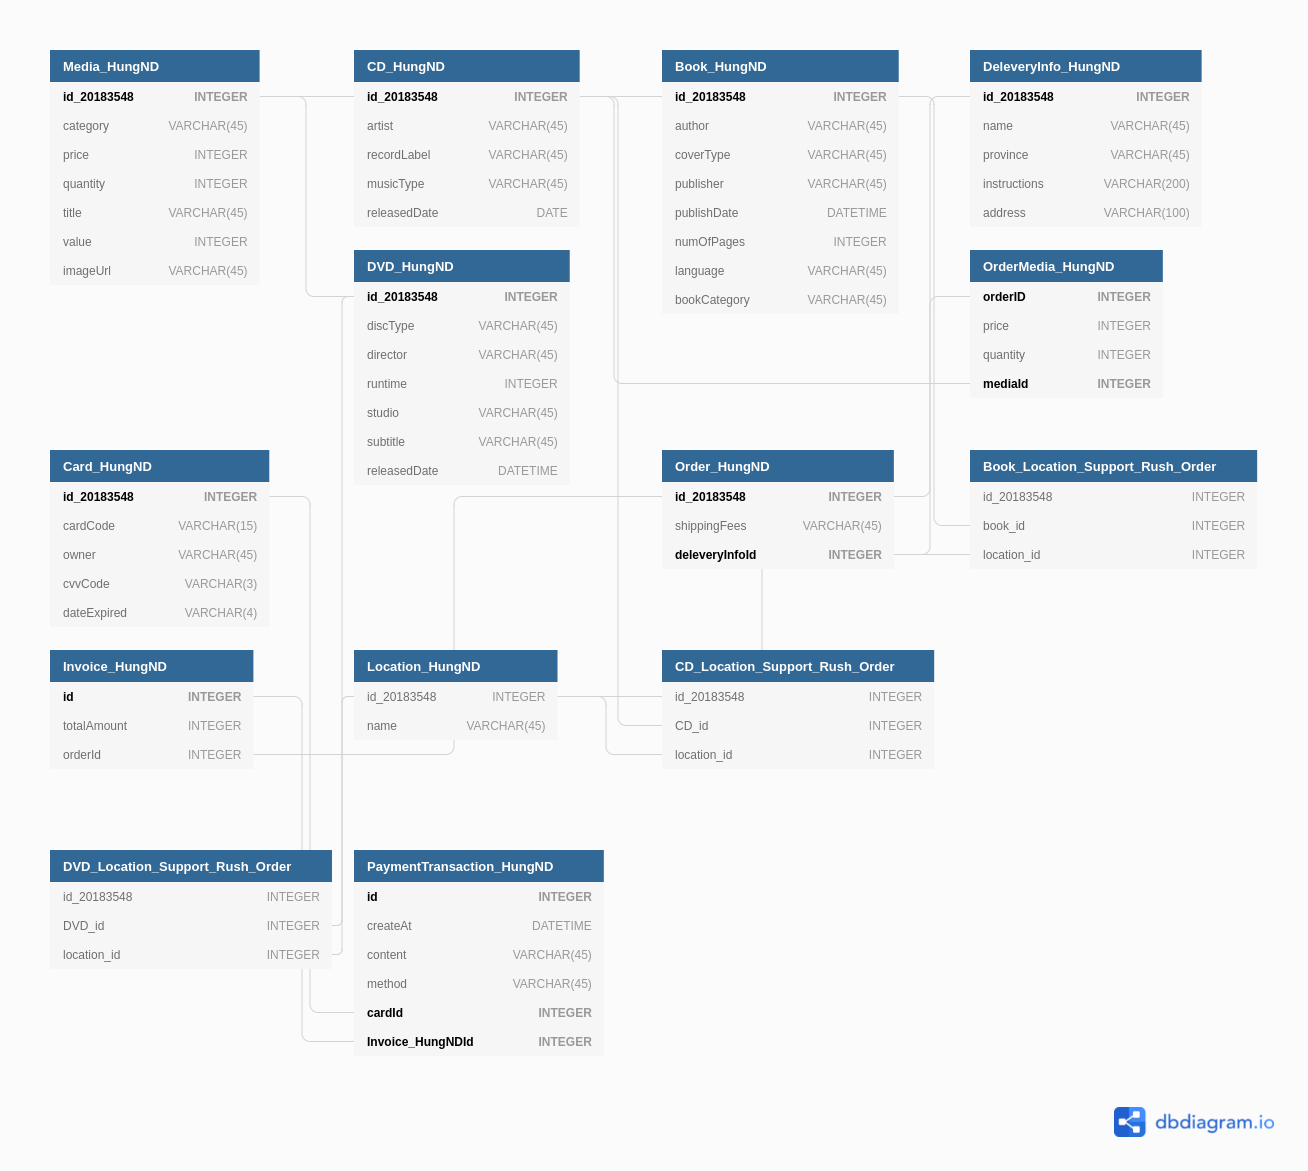 Media_HungND
id_20183548 INTEGER
category VARCHAR(45)
price INTEGER
quantity INTEGER
title VARCHAR(45)
value INTEGER
imageUrl VARCHAR(45)
CD_HungND
id_20183548 INTEGER
artist VARCHAR(45)
recordLabel VARCHAR(45)
musicType VARCHAR(45)
releasedDate DATE
Book_HungND
id_20183548 INTEGER
author VARCHAR(45)
coverType VARCHAR(45)
publisher VARCHAR(45)
publishDate DATETIME
numOfPages INTEGER
language VARCHAR(45)
bookCategory VARCHAR(45)
DeleveryInfo_HungND
id_20183548 INTEGER
name VARCHAR(45)
province VARCHAR(45)
instructions VARCHAR(200)
address VARCHAR(100)
DVD_HungND
id_20183548 INTEGER
discType VARCHAR(45)
director VARCHAR(45)
runtime INTEGER
studio VARCHAR(45)
subtitle VARCHAR(45)
releasedDate DATETIME
OrderMedia_HungND
orderID INTEGER
price INTEGER
quantity INTEGER
mediaId INTEGER
Card_HungND
id_20183548 INTEGER
cardCode VARCHAR(15)
owner VARCHAR(45)
cvvCode VARCHAR(3)
dateExpired VARCHAR(4)
Order_HungND
id_20183548 INTEGER
shippingFees VARCHAR(45)
deleveryInfoId INTEGER
Book_Location_Support_Rush_Order
id_20183548 INTEGER
book_id INTEGER
location_id INTEGER
Invoice_HungND
id INTEGER
totalAmount INTEGER
orderId INTEGER
Location_HungND
id_20183548 INTEGER
name VARCHAR(45)
CD_Location_Support_Rush_Order
id_20183548 INTEGER
CD_id INTEGER
location_id INTEGER
DVD_Location_Support_Rush_Order
id_20183548 INTEGER
DVD_id INTEGER
location_id INTEGER
PaymentTransaction_HungND
id INTEGER
createAt DATETIME
content VARCHAR(45)
method VARCHAR(45)
cardId INTEGER
Invoice_HungNDId INTEGER
dbdiagram.io